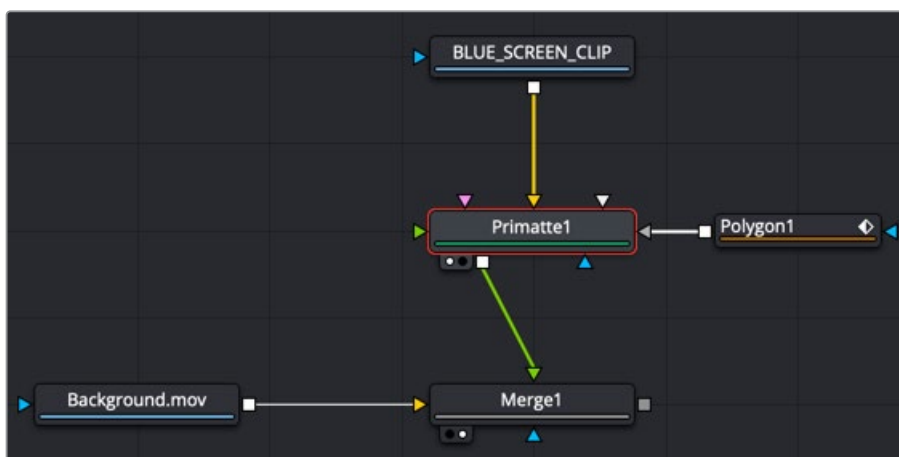 BLUE_SCREEN_CLIP
Primatte1
Polygon1
Background.mov
Merge1